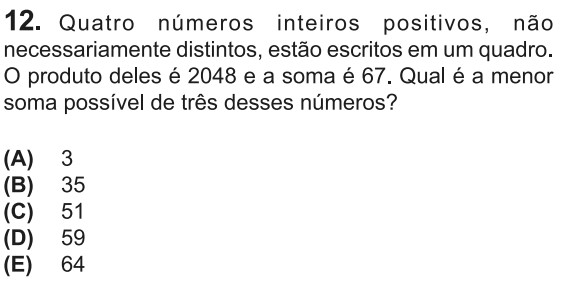 12. Quatro números inteiros positivos, não
necessariamente distintos, estão escritos em um quadro.
O produto deles é 2048 e a soma é 67. Qual é a menor
soma possível de três desses números?
(A) 3
(B) 35
(C) 51
(D) 59
(E) 64